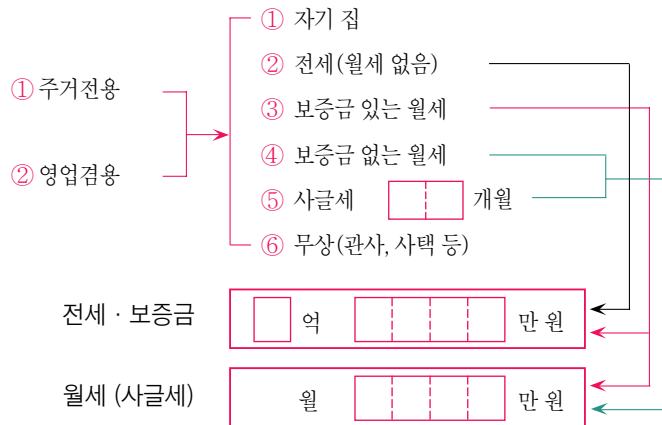 ① 주거전용
② 영업겸용
① 자기 집
② 전세(월세 없음)
③ 보증금 있는 월세
④ 보증금 없는 월세
⑤ 사글세 개월
⑥ 무상(관사, 사택 등)
전세 · 보증금 억 만 원
월세 (사글세) 월 만 원